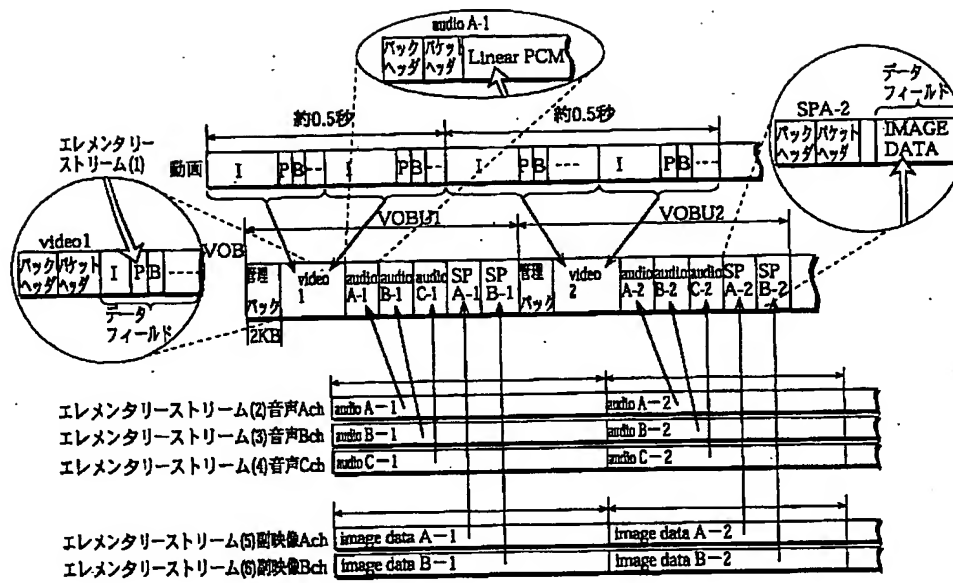 audio A-1
パック パケット
ヘッダ ヘッダ
Linear PCM
約0.5秒
約0.5秒
エレメンタリー
ストリーム(1)
動画
I
P
B
----
I
P
B
---
I
P
B
----
I
P
B
---
データ
フィールド
SPA-2
パック パケット
ヘッダ ヘッダ
IMAGE
DATA
VOBU1
VOBU2
video1
パック パケット
ヘッダ ヘッダ
I
P
B
-----
データ
フィールド
VOB
管理
パック
2KB
video
1
audio
A-1
audio
B-1
audio
C-1
SP
A-1
SP
B-1
管理
パック
video
2
audio
A-2
audio
B-2
audio
C-2
SP
A-2
SP
B-2
エレメンタリーストリーム(2)音声Ach
audio A-1
audio A-2
エレメンタリーストリーム(3)音声Bch
audio B-1
audio B-2
エレメンタリーストリーム(4)音声Cch
audio C-1
audio C-2
エレメンタリーストリーム(5)副映像Ach
image data A-1
image data A-2
エレメンタリーストリーム(6)副映像Bch
image data B-1
image data B-2